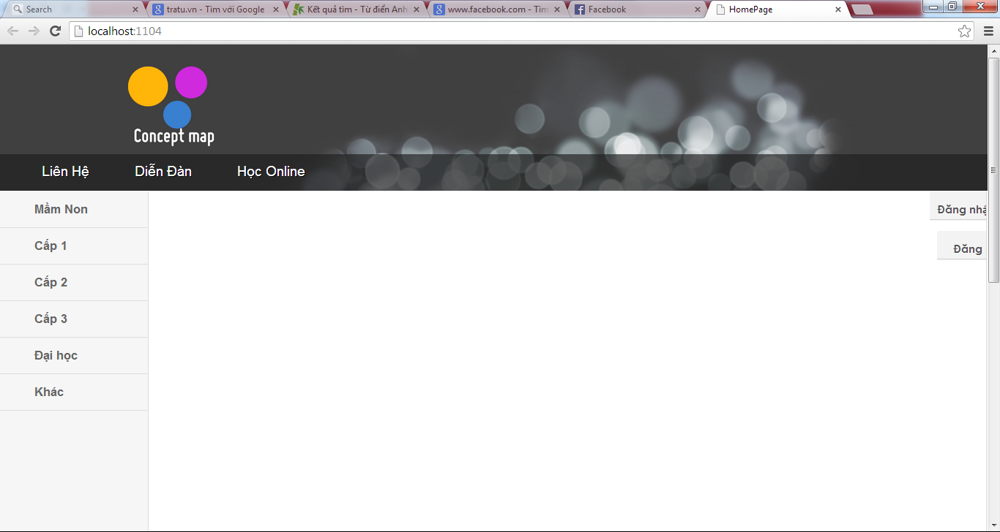 Search
tratu.vn - Tìm với Google
Kết quả tìm - Từ điển Anh
www.facebook.com - Tìm
Facebook
HomePage
localhost:1104
Concept map
Liên Hệ
Diễn Đàn
Học Online
Mầm Non
Cấp 1
Cấp 2
Cấp 3
Đại học
Khác
Đăng nhậ
Đăng